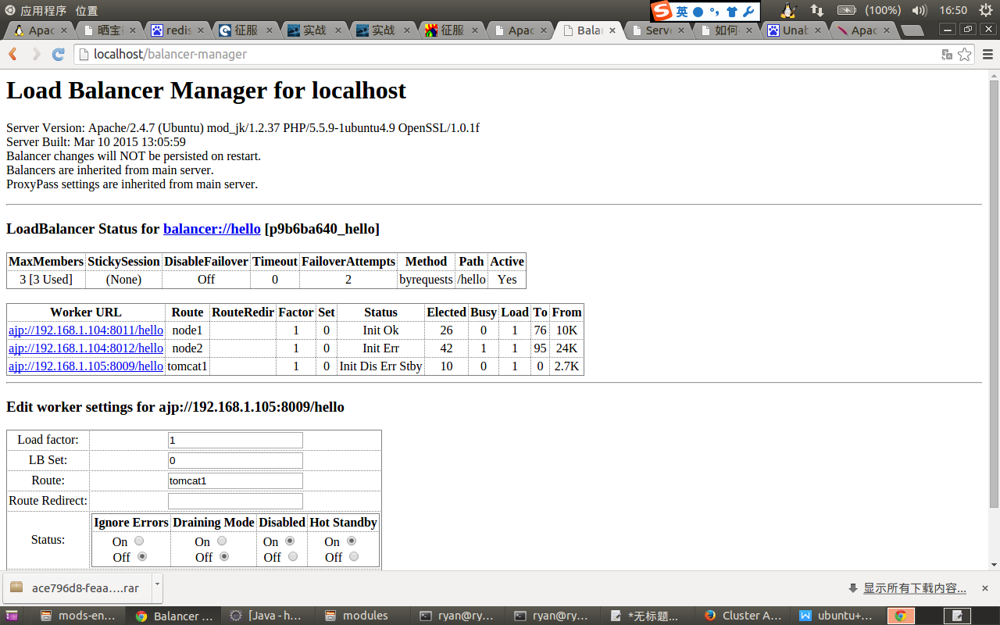 应用程序 位置 英 (100%) 16:50
Apac 晒宝 redis 征服 实战 实战 征服 Apac Balan Serve 如何 Unab Apac
localhost/balancer-manager
Load Balancer Manager for localhost
Server Version: Apache/2.4.7 (Ubuntu) mod_jk/1.2.37 PHP/5.5.9-1ubuntu4.9 OpenSSL/1.0.1f
Server Built: Mar 10 2015 13:05:59
Balancer changes will NOT be persisted on restart.
Balancers are inherited from main server.
ProxyPass settings are inherited from main server.
LoadBalancer Status for balancer://hello [p9b6ba640_hello]
MaxMembers StickySession DisableFailover Timeout FailoverAttempts Method Path Active
3 [3 Used] (None) Off 0 2 byrequests /hello Yes
Worker URL Route RouteRedir Factor Set Status Elected Busy Load To From
ajp://192.168.1.104:8011/hello node1 1 0 Init Ok 26 0 1 76 10K
ajp://192.168.1.104:8012/hello node2 1 0 Init Err 42 1 1 95 24K
ajp://192.168.1.105:8009/hello tomcat1 1 0 Init Dis Err Stby 10 0 1 0 2.7K
Edit worker settings for ajp://192.168.1.105:8009/hello
Load factor: 1
LB Set: 0
Route: tomcat1
Route Redirect:
Ignore Errors Draining Mode Disabled Hot Standby
Status:
On On On On
Off Off Off Off
ace796d8-feaa....rar 显示所有下载内容...
mods-en... Balancer ... [Java - h... modules ryan@ry... ryan@ry... *无标题... Cluster A... ubuntu+...